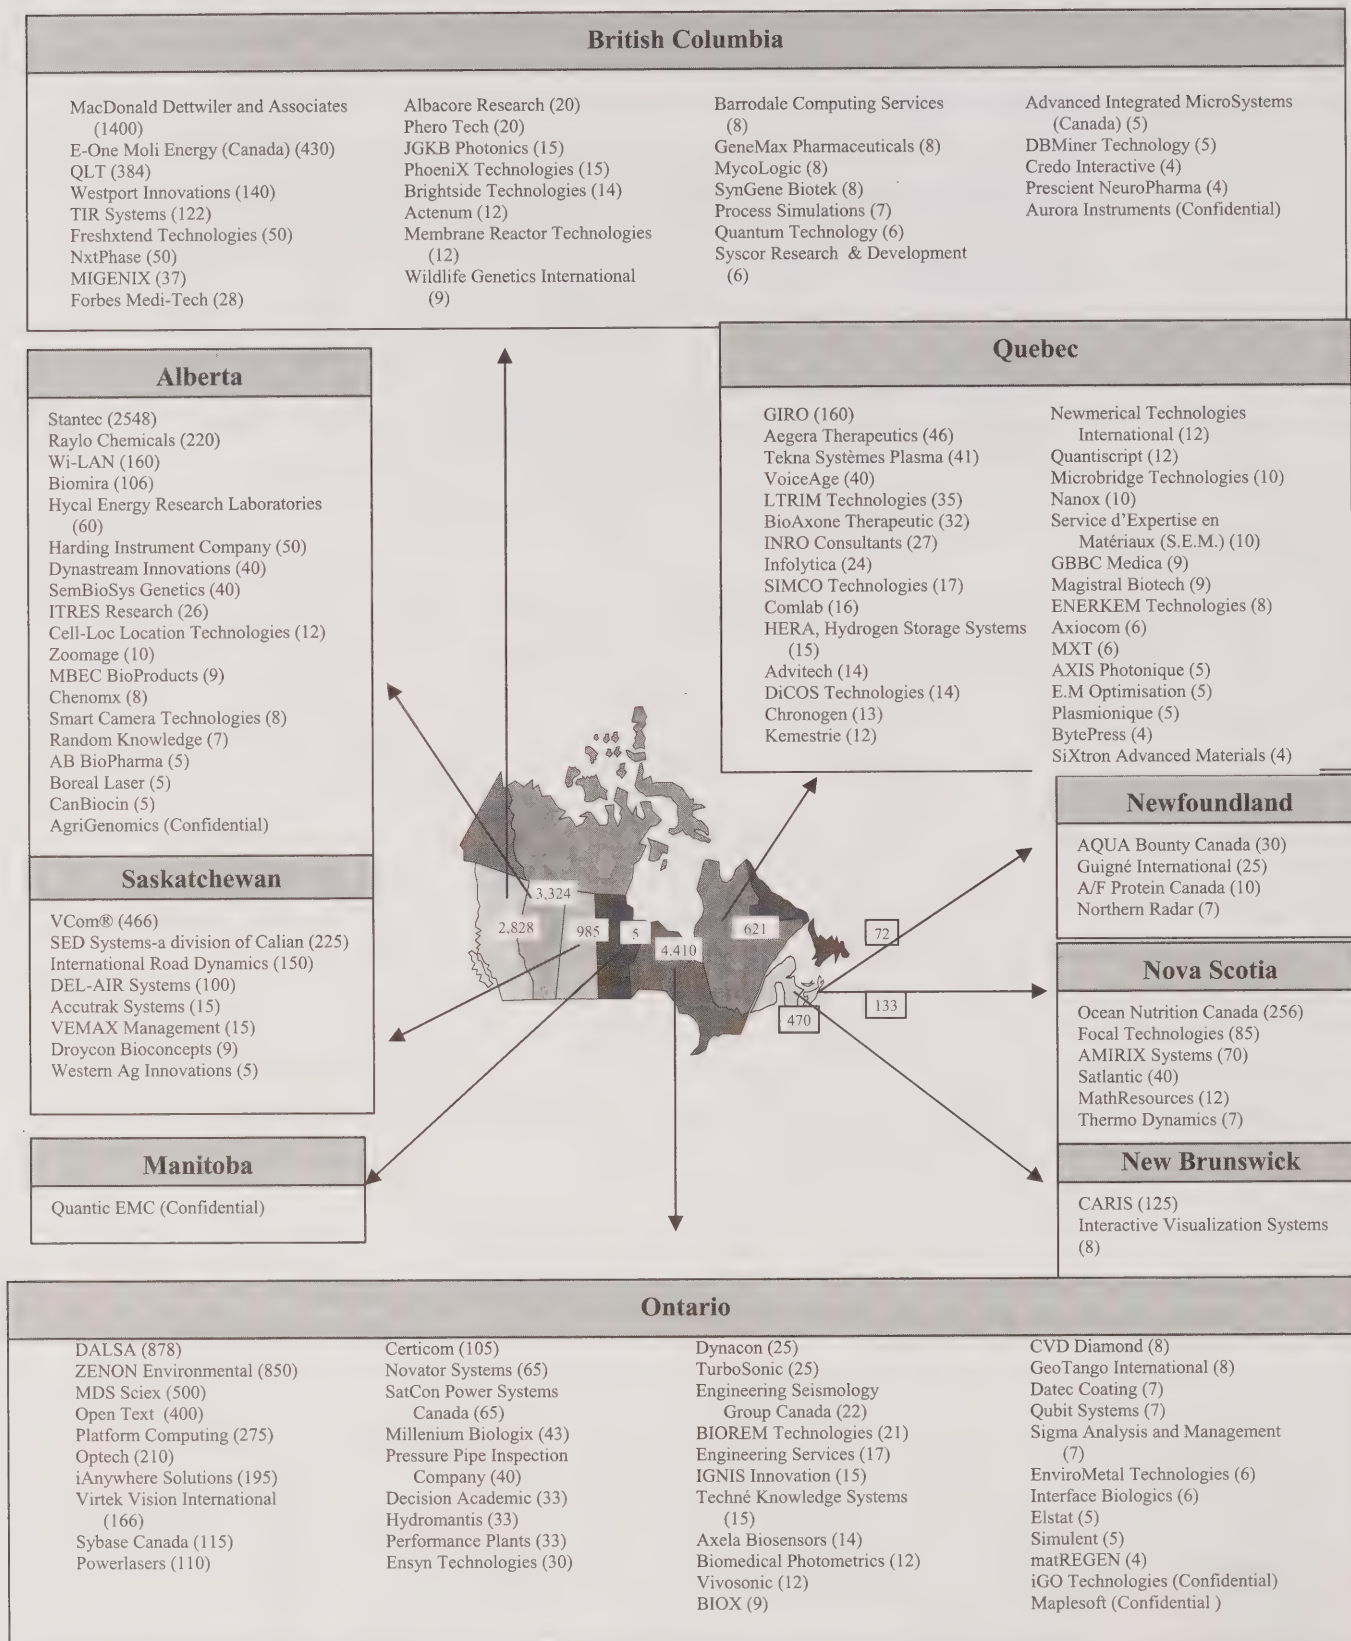 British Columbia
MacDonald Dettwiler and Associates
(1400)
E-One Moli Energy (Canada) (430)
QLT (384)
Westport Innovations (140)
TIR Systems (122)
Freshxtend Technologies (50)
NxtPhase (50)
MIGENIX (37)
Forbes Medi-Tech (28)
Albacore Research (20)
Phero Tech (20)
JGKB Photonics (15)
PhoeniX Technologies (15)
Brightside Technologies (14)
Actenum (12)
Membrane Reactor Technologies
(12)
Wildlife Genetics International
(9)
Barrodale Computing Services
(8)
GeneMax Pharmaceuticals (8)
MycoLogic (8)
SynGene Biotek (8)
Process Simulations (7)
Quantum Technology (6)
Syscor Research & Development
(6)
Advanced Integrated MicroSystems
(Canada) (5)
DBMiner Technology (5)
Credo Interactive (4)
Prescient NeuroPharma (4)
Aurora Instruments (Confidential)
Alberta
Stantec (2548)
Raylo Chemicals (220)
Wi-LAN (160)
Biomira (106)
Hycal Energy Research Laboratories
(60)
Harding Instrument Company (50)
Dynastream Innovations (40)
SemBioSys Genetics (40)
ITRES Research (26)
Cell-Loc Location Technologies (12)
Zoomage (10)
MBEC BioProducts (9)
Chenomx (8)
Smart Camera Technologies (8)
Random Knowledge (7)
AB BioPharma (5)
Boreal Laser (5)
CanBiocin (5)
AgriGenomics (Confidential)
Quebec
GIRO (160)
Aegera Therapeutics (46)
Tekna Systèmes Plasma (41)
VoiceAge (40)
LTRIM Technologies (35)
BioAxone Therapeutic (32)
INRO Consultants (27)
Infolytica (24)
SIMCO Technologies (17)
Comlab (16)
HERA, Hydrogen Storage Systems
(15)
Advitech (14)
DiCOS Technologies (14)
Chronogen (13)
Kemestrie (12)
Newmerical Technologies
International (12)
Quantiscript (12)
Microbridge Technologies (10)
Nanox (10)
Service d'Expertise en
Matériaux (S.E.M.) (10)
GBBC Medica (9)
Magistral Biotech (9)
ENERKEM Technologies (8)
Axiocom (6)
MXT (6)
AXIS Photonique (5)
E.M Optimisation (5)
Plasmionique (5)
BytePress (4)
SiXtron Advanced Materials (4)
Saskatchewan
VCom® (466)
SED Systems-a division of Calian (225)
International Road Dynamics (150)
DEL-AIR Systems (100)
Accutrak Systems (15)
VEMAX Management (15)
Droycon Bioconcepts (9)
Western Ag Innovations (5)
3,324
2,828
985
5
4,410
621
72
133
470
Newfoundland
AQUA Bounty Canada (30)
Guigné International (25)
A/F Protein Canada (10)
Northern Radar (7)
Nova Scotia
Ocean Nutrition Canada (256)
Focal Technologies (85)
AMIRIX Systems (70)
Satlantic (40)
MathResources (12)
Thermo Dynamics (7)
Manitoba
Quantic EMC (Confidential)
New Brunswick
CARIS (125)
Interactive Visualization Systems
(8)
Ontario
DALSA (878)
ZENON Environmental (850)
MDS Sciex (500)
Open Text (400)
Platform Computing (275)
Optech (210)
iAnywhere Solutions (195)
Virtek Vision International
(166)
Sybase Canada (115)
Powerlasers (110)
Certicom (105)
Novator Systems (65)
SatCon Power Systems
Canada (65)
Millenium Biologix (43)
Pressure Pipe Inspection
Company (40)
Decision Academic (33)
Hydromantis (33)
Performance Plants (33)
Ensyn Technologies (30)
Dynacon (25)
TurboSonic (25)
Engineering Seismology
Group Canada (22)
BIOREM Technologies (21)
Engineering Services (17)
IGNIS Innovation (15)
Techné Knowledge Systems
(15)
Axela Biosensors (14)
Biomedical Photometrics (12)
Vivosonic (12)
BIOX (9)
CVD Diamond (8)
GeoTango International (8)
Datec Coating (7)
Qubit Systems (7)
Sigma Analysis and Management
(7)
EnviroMetal Technologies (6)
Interface Biologics (6)
Elstat (5)
Simulent (5)
matREGEN (4)
iGO Technologies (Confidential)
Maplesoft (Confidential )